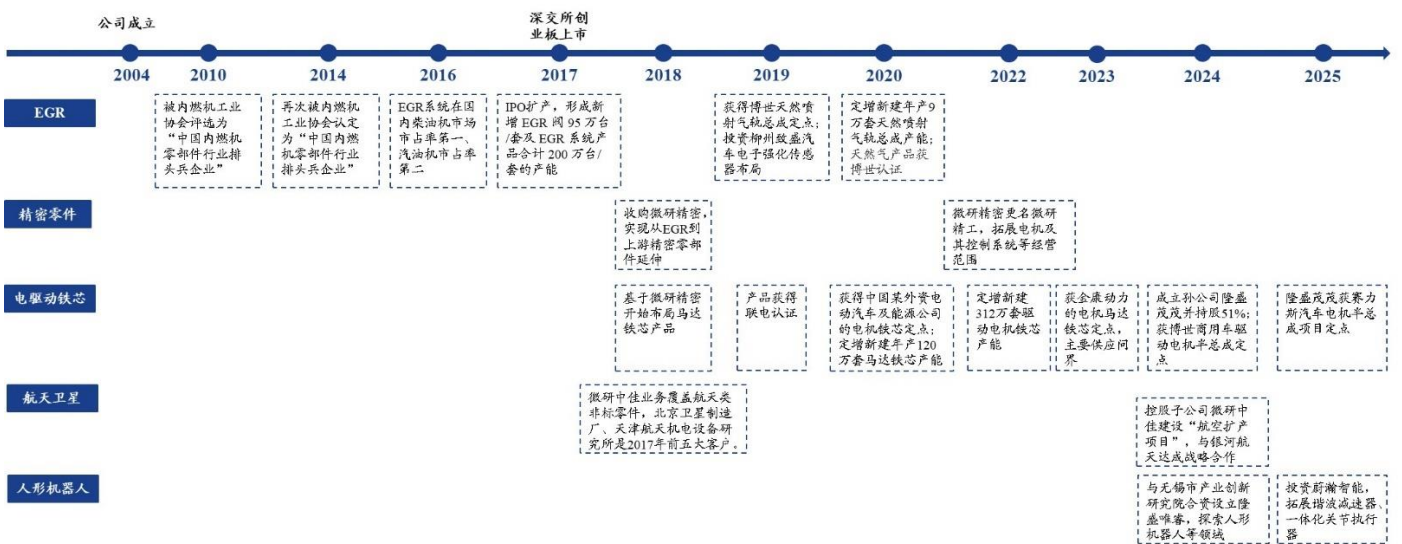 公司成立
深交所创
业板上市
2004
2010
2014
2016
2017
2018
2019
2020
2022
2023
2024
2025
EGR
被内燃机工业
协会评选为
“中国内燃机
零部件行业排
头兵企业”
再次被内燃机
工业协会认定
为“中国内燃
机零部件行业
排头兵企业”
EGR系统在国
内柴油机市场
市占率第一、
汽油机市占率
第二
IPO扩产，形成新
增 EGR 阀 95 万台
/套及 EGR 系统产
品合计 200 万台/
套的产能
获得博世天然喷
射气轨总成定点；
投资柳州致盛汽
车电子强化传感
器布局
定增新建年产9
万套天然喷射
气轨总成产能；
天然气产品获
博世认证
精密零件
收购微研精密，
实现从EGR到
上游精密零部
件延伸
微研精密更名微研
精工，拓展电机及
其控制系统等经营
范围
电驱动铁芯
基于微研精密
开始布局马达
铁芯产品
产品获得
联电认证
获得中国某外资电
动汽车及能源公司
的电机铁芯定点；
定增新建年产120
万套马达铁芯产能
定增新建
312万套驱
动电机铁芯
产能
获金康动力
的电机马达
铁芯定点，
主要供应问
界
成立孙公司隆盛
茂茂并持股51%；
获博世商用车驱
动电机半总成定
点
隆盛茂茂获赛力
斯汽车电机半总
成项目定点
航天卫星
微研中佳业务覆盖航天类
非标零件，北京卫星制造
厂、天津航天机电设备研
究所是2017年前五大客户。
控股子公司微研中
佳建设“航空扩产
项目”，与银河航
天达成战略合作
人形机器人
与无锡市产业创新
研究院合资设立隆
盛唯睿，探索人形
机器人等领域
投资蔚瀚智能，
拓展谐波减速器、
一体化关节执行
器